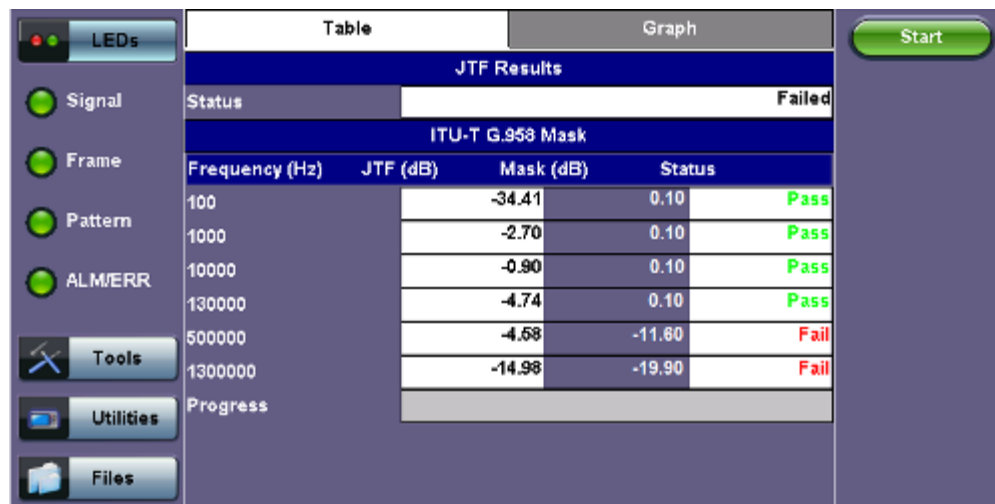 LEDs
Signal
Frame
Pattern
ALM/ERR
Tools
Utilities
Files
Table Graph
JTF Results
Status Failed
ITU-T G.958 Mask
Frequency (Hz) JTF (dB) Mask (dB) Status
100 -34.41 0.10 Pass
1000 -2.70 0.10 Pass
10000 -0.90 0.10 Pass
130000 -4.74 0.10 Pass
500000 -4.58 -11.60 Fail
1300000 -14.98 -19.90 Fail
Progress
Start